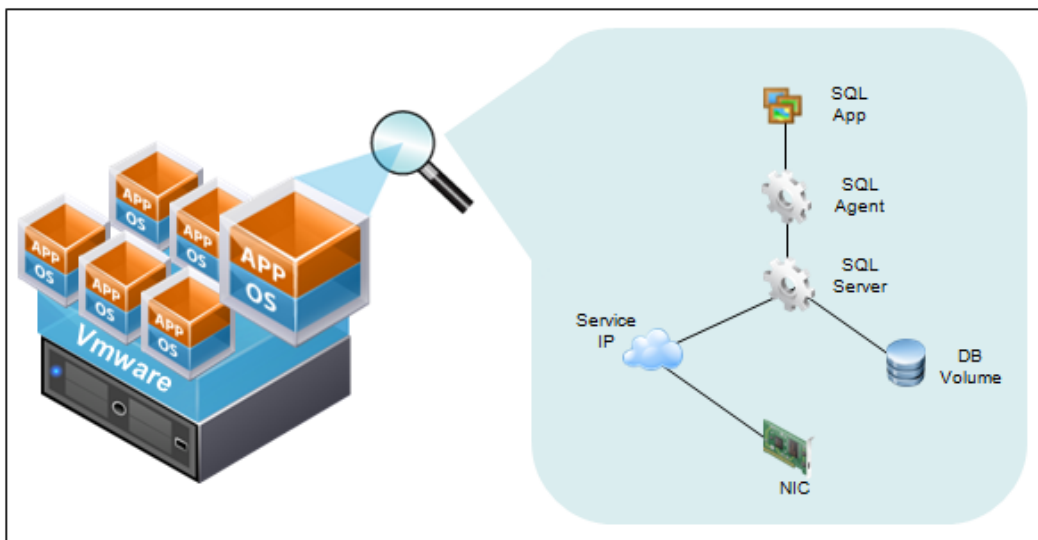 APP
OS
APP
OS
APP
OS
APP
OS
APP
OS
APP
OS
Vmware
SQL
App
SQL
Agent
SQL
Server
Service
IP
DB
Volume
NIC